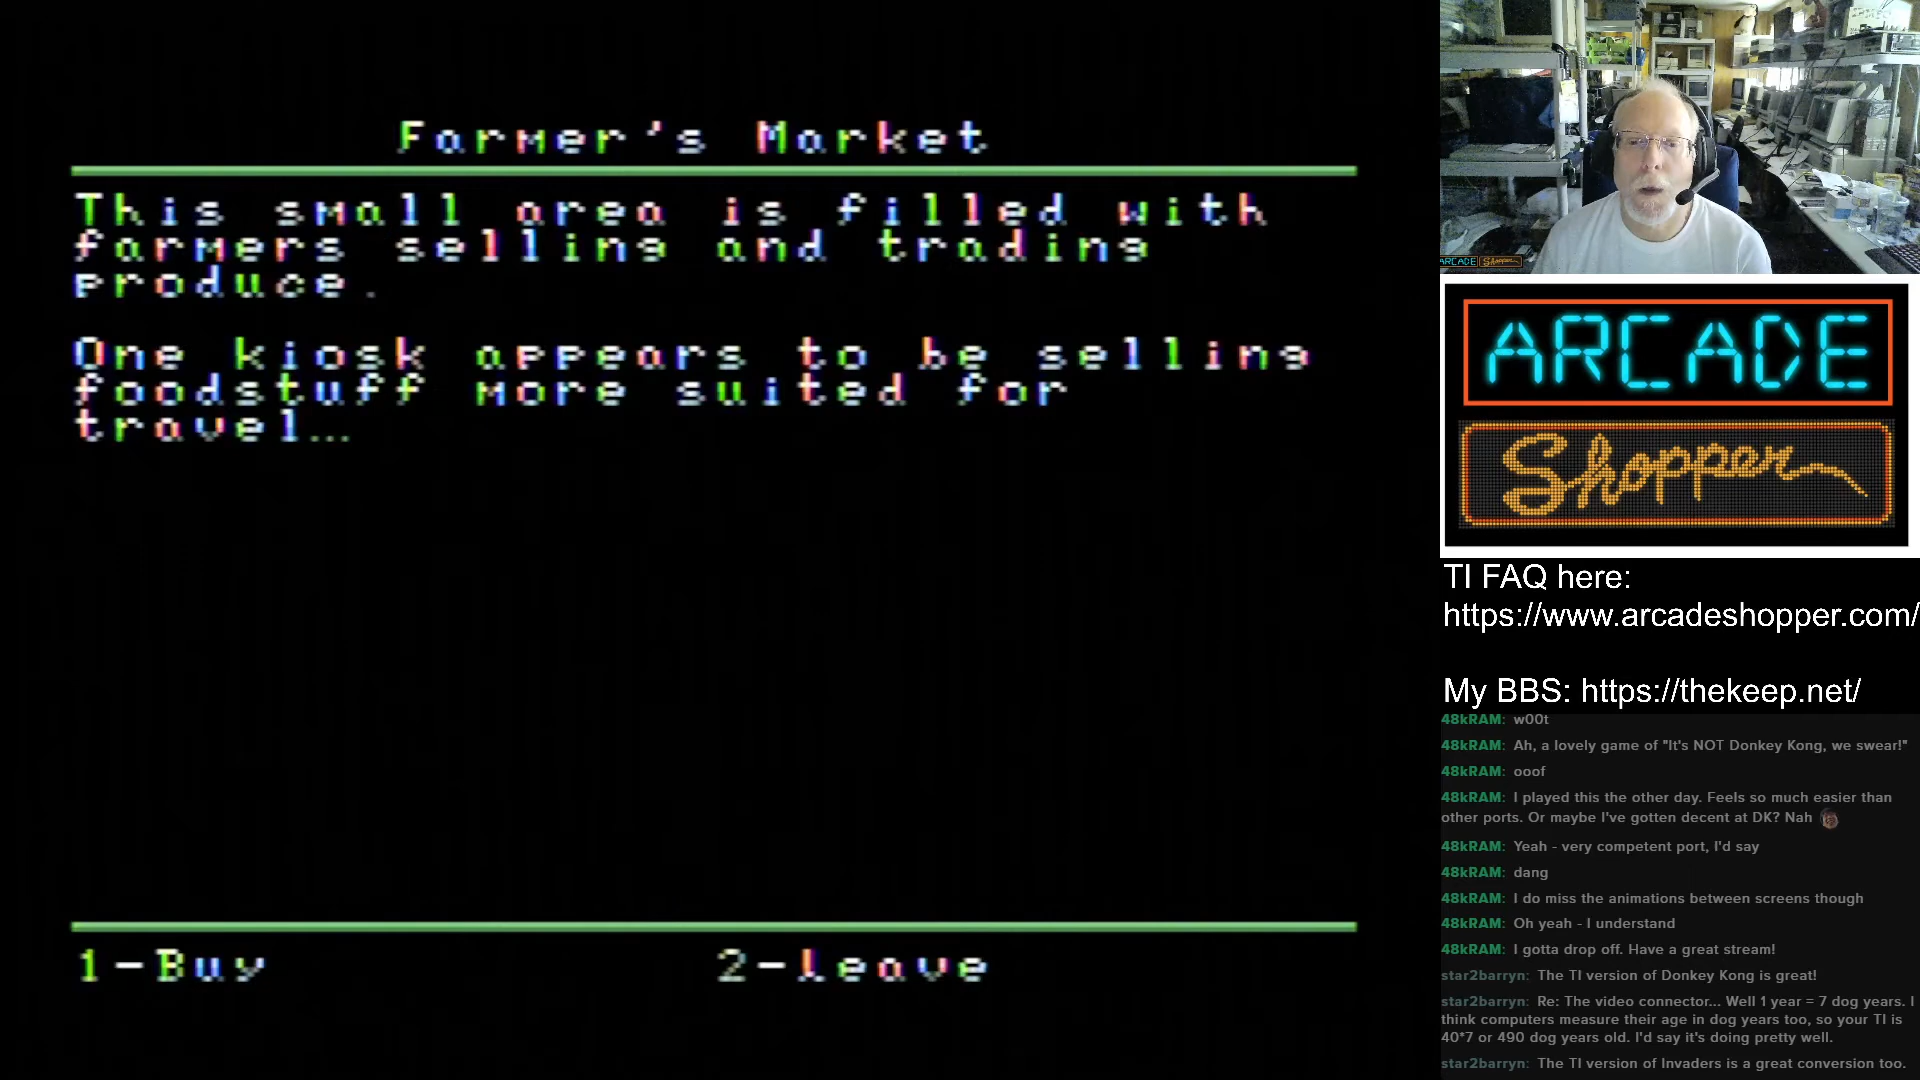 Farmer's Market
This small area is filled with
farmers selling and trading
produce.
One kiosk appears to be selling
foodstuff more suited for
travel...
1-Buy 2-Leave
ARCADE Shopper
ARCADE
Shopper
TI FAQ here:
https://www.arcadeshopper.com/
My BBS: https://thekeep.net/
48kRAM: w00t
48kRAM: Ah, a lovely game of "It's NOT Donkey Kong, we swear!"
48kRAM: ooof
48kRAM: I played this the other day. Feels so much easier than
other ports. Or maybe I've gotten decent at DK? Nah
48kRAM: Yeah - very competent port, I'd say
48kRAM: dang
48kRAM: I do miss the animations between screens though
48kRAM: Oh yeah - I understand
48kRAM: I gotta drop off. Have a great stream!
star2barryn: The TI version of Donkey Kong is great!
star2barryn: Re: The video connector... Well 1 year = 7 dog years. I
think computers measure their age in dog years too, so your TI is
40*7 or 490 dog years old. I'd say it's doing pretty well.
star2barryn: The TI version of Invaders is a great conversion too.